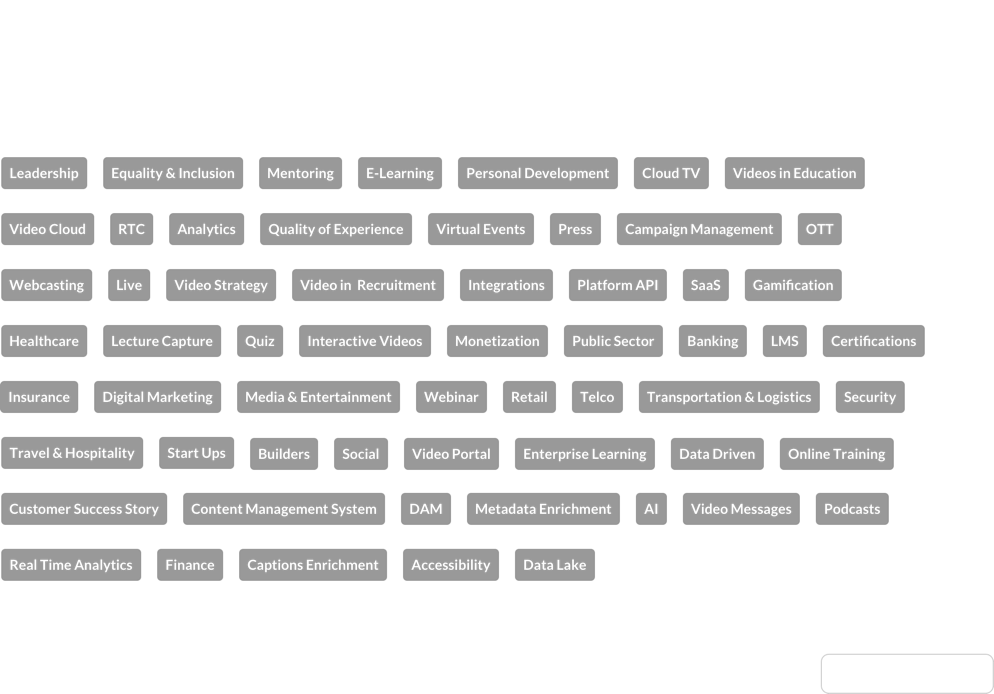 Leadership Equality & Inclusion Mentoring E-Learning Personal Development Cloud TV Videos in Education
Video Cloud RTC Analytics Quality of Experience Virtual Events Press Campaign Management OTT
Webcasting Live Video Strategy Video in Recruitment Integrations Platform API SaaS Gamification
Healthcare Lecture Capture Quiz Interactive Videos Monetization Public Sector Banking LMS Certifications
Insurance Digital Marketing Media & Entertainment Webinar Retail Telco Transportation & Logistics Security
Travel & Hospitality Start Ups Builders Social Video Portal Enterprise Learning Data Driven Online Training
Customer Success Story Content Management System DAM Metadata Enrichment AI Video Messages Podcasts
Real Time Analytics Finance Captions Enrichment Accessibility Data Lake